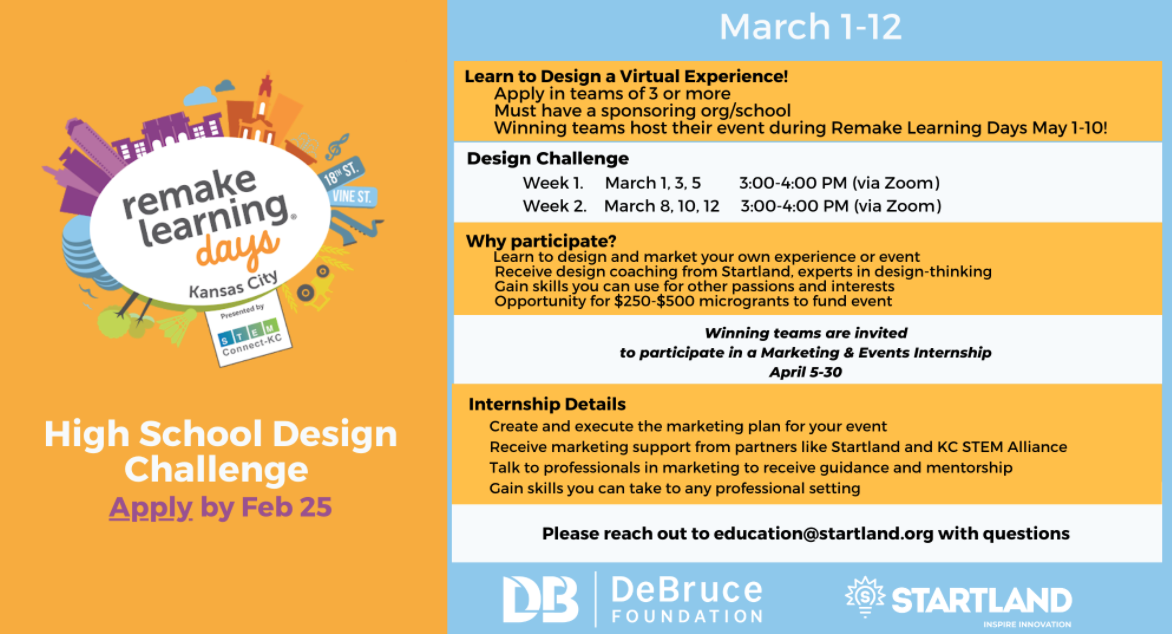 remake
learning®
days
Kansas City
Presented by
STEM
Connect-KC
18TH ST.
VINE ST.
High School Design
Challenge
Apply by Feb 25
March 1-12
Learn to Design a Virtual Experience!
Apply in teams of 3 or more
Must have a sponsoring org/school
Winning teams host their event during Remake Learning Days May 1-10!
Design Challenge
Week 1. March 1, 3, 5 3:00-4:00 PM (via Zoom)
Week 2. March 8, 10, 12 3:00-4:00 PM (via Zoom)
Why participate?
Learn to design and market your own experience or event
Receive design coaching from Startland, experts in design-thinking
Gain skills you can use for other passions and interests
Opportunity for $250-$500 microgrants to fund event
Winning teams are invited
to participate in a Marketing & Events Internship
April 5-30
Internship Details
Create and execute the marketing plan for your event
Receive marketing support from partners like Startland and KC STEM Alliance
Talk to professionals in marketing to receive guidance and mentorship
Gain skills you can take to any professional setting
Please reach out to education@startland.org with questions
DB
DeBruce
FOUNDATION
STARTLAND
INSPIRE INNOVATION